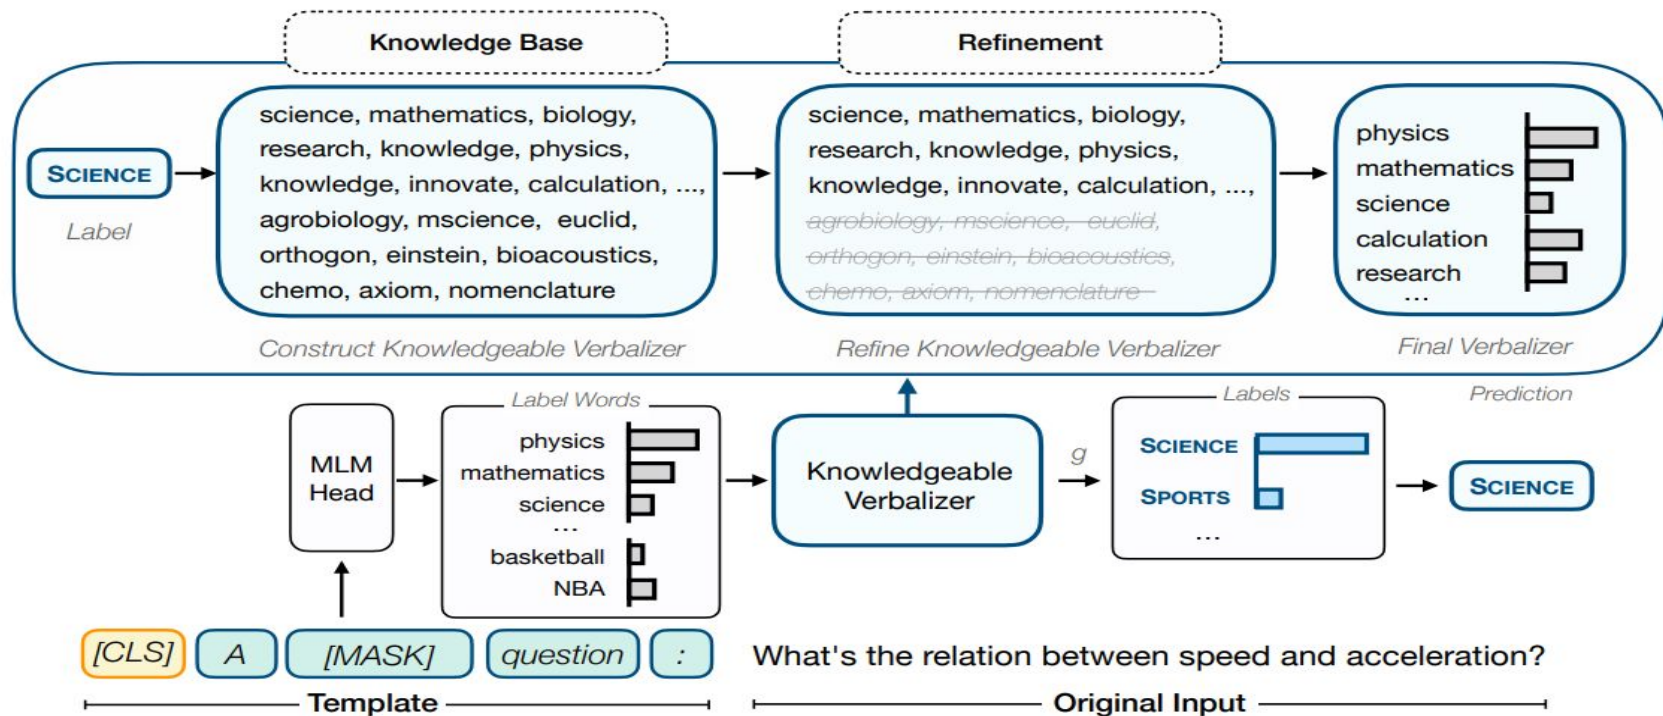 Knowledge Base
Refinement
SCIENCE
Label
science, mathematics, biology,
research, knowledge, physics,
knowledge, innovate, calculation, ...,
agrobiology, mscience, euclid,
orthogon, einstein, bioacoustics,
chemo, axiom, nomenclature
Construct Knowledgeable Verbalizer
science, mathematics, biology,
research, knowledge, physics,
knowledge, innovate, calculation, ...,
agrobiology, mscience, euclid,
orthogon, einstein, bioacoustics,
chemo, axiom, nomenclature
Refine Knowledgeable Verbalizer
physics
mathematics
science
calculation
research
...
Final Verbalizer
MLM
Head
Label Words
physics
mathematics
science
...
basketball
NBA
Knowledgeable
Verbalizer
g
Labels
SCIENCE
SPORTS
...
Prediction
SCIENCE
[CLS] A [MASK] question :
What's the relation between speed and acceleration?
Template
Original Input